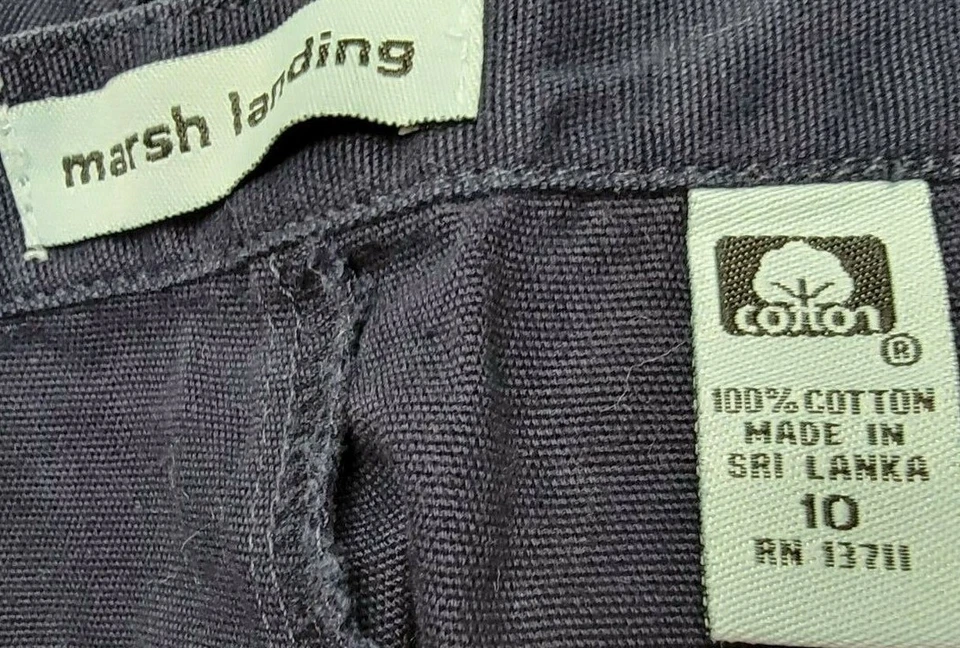 marsh landing
cotton
®
100% COTTON
MADE IN
SRI LANKA
10
RN 13711